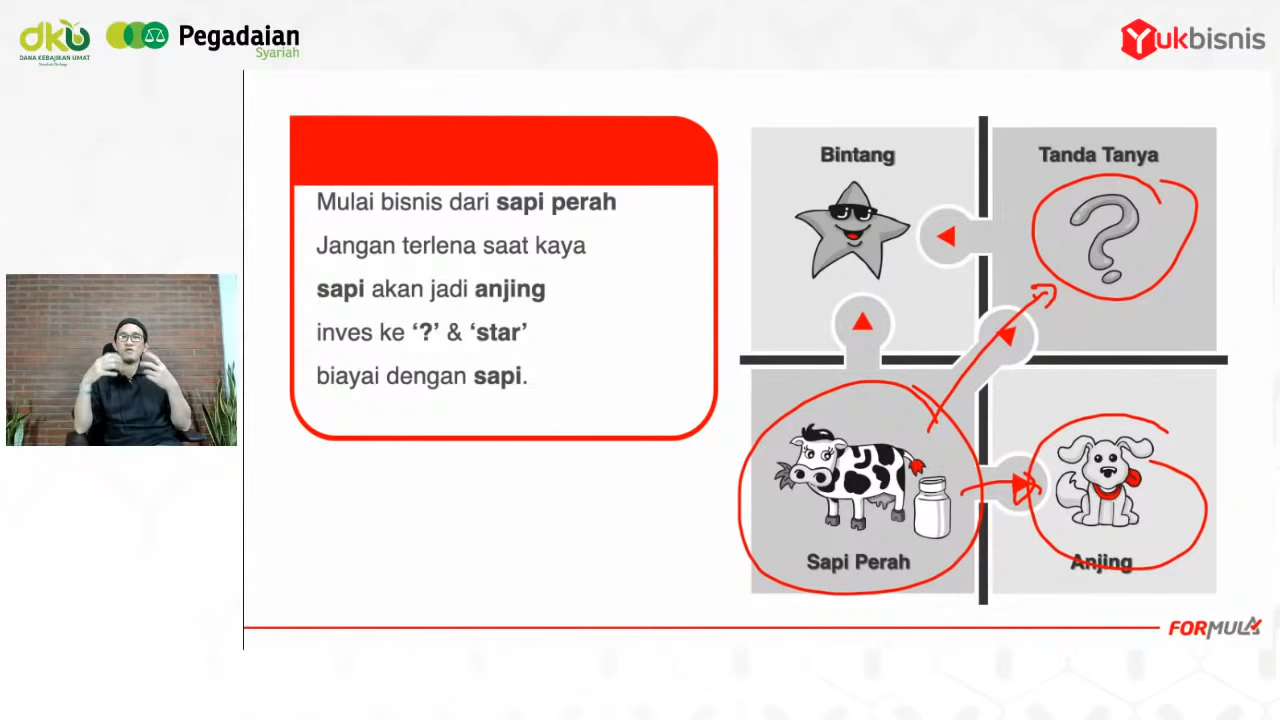 dku
DANA KEBAJIKAN UMAT
Pegadaian
Syariah
Yukbisnis
Mulai bisnis dari sapi perah
Jangan terlena saat kaya
sapi akan jadi anjing
inves ke ‘?’ & ‘star’
biayai dengan sapi.
Bintang
Tanda Tanya
?
Sapi Perah
Anjing
FORMULA